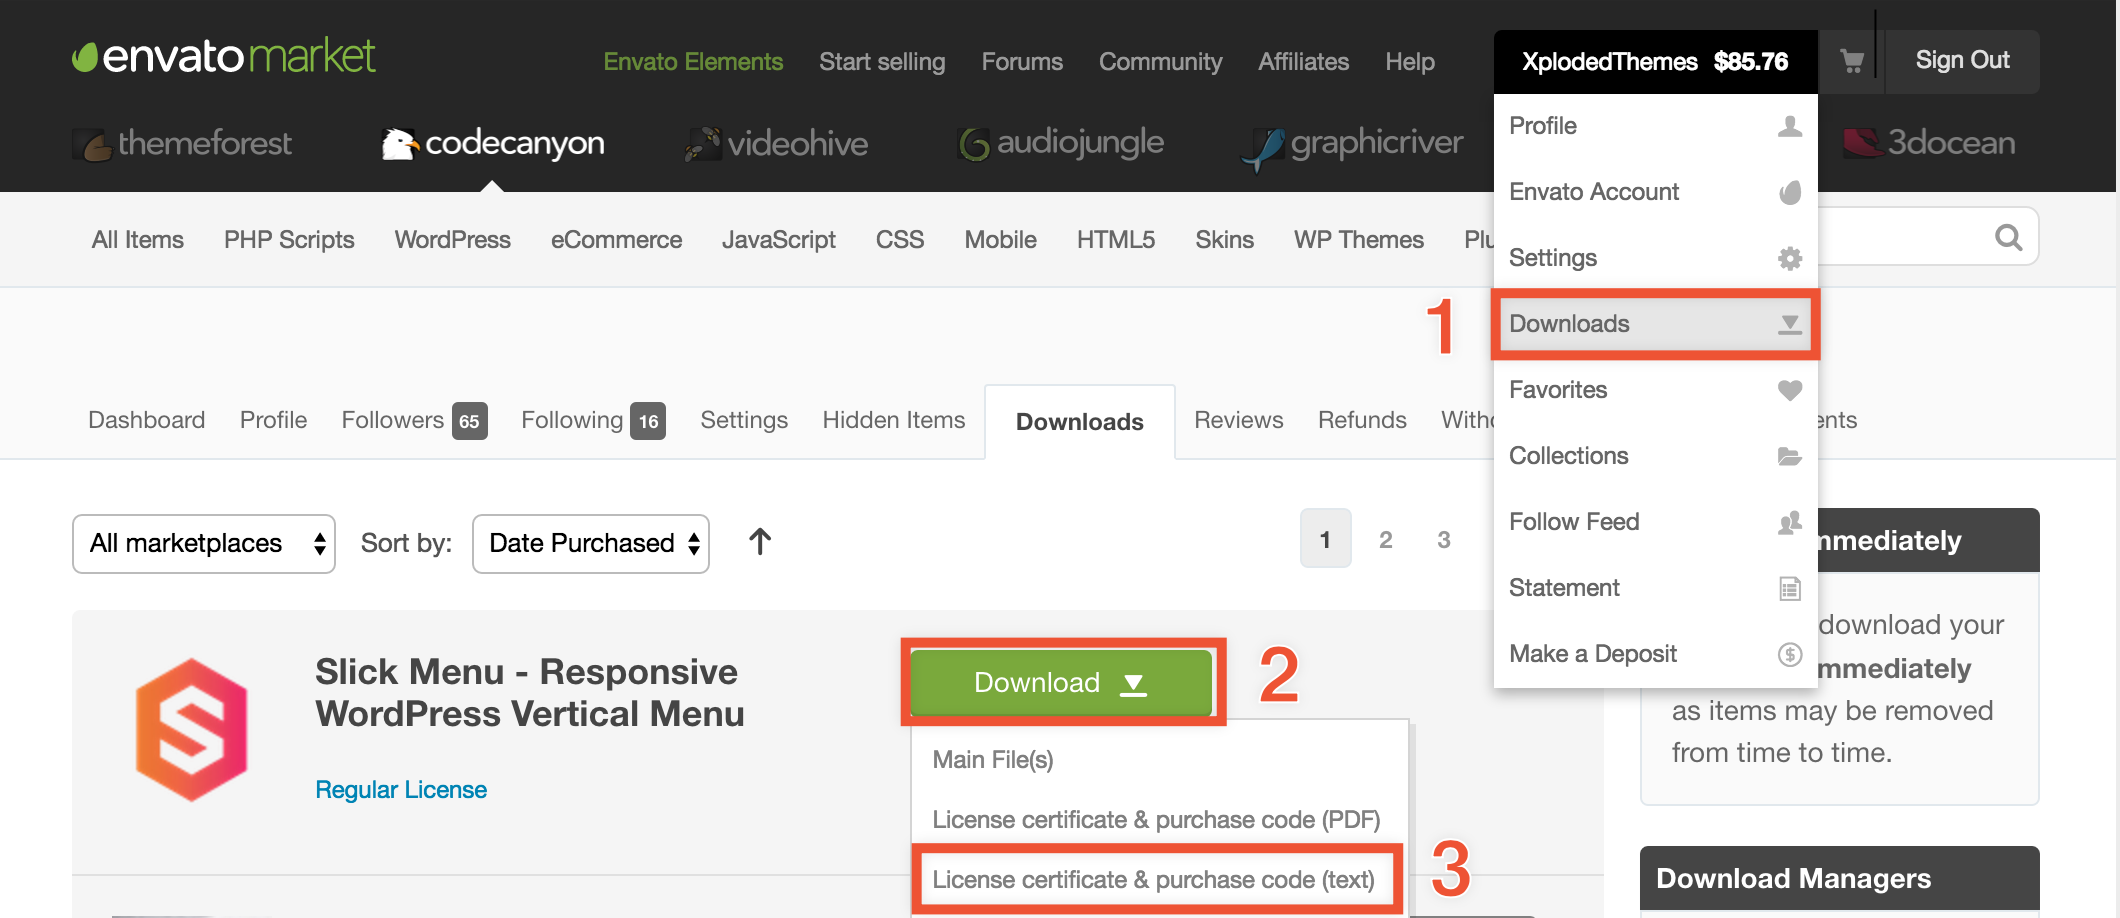 envatomarket
Envato Elements Start selling Forums Community Affiliates Help
XplodedThemes $85.76
Sign Out
themeforest codecanyon videohive audiojungle graphicriver 3docean
Profile
Envato Account
Settings
Downloads
Favorites
Collections
Follow Feed
Statement
Make a Deposit
All Items PHP Scripts WordPress eCommerce JavaScript CSS Mobile HTML5 Skins WP Themes
1
Dashboard Profile Followers 65 Following 16 Settings Hidden Items Downloads Reviews Refunds
All marketplaces Sort by: Date Purchased
1 2 3
Slick Menu - Responsive
WordPress Vertical Menu
Regular License
Download
2
Main File(s)
License certificate & purchase code (PDF)
License certificate & purchase code (text)
3
download your
as items may be removed
from time to time.
Download Managers